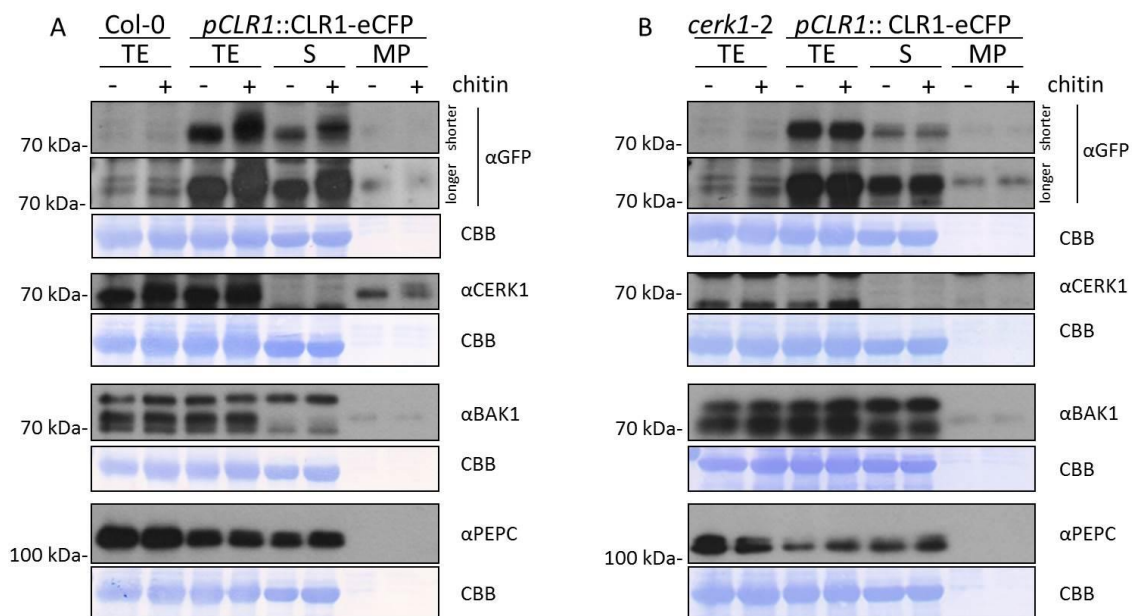 A Col-0 pCLR1::CLR1-eCFP
TE TE S MP
- + - + - + - + chitin
70 kDa- shorter
αGFP
70 kDa- longer
CBB
70 kDa- αCERK1
CBB
70 kDa- αBAK1
CBB
100 kDa- αPEPC
CBB
B cerk1-2 pCLR1:: CLR1-eCFP
TE TE S MP
- + - + - + - + chitin
70 kDa- shorter
αGFP
70 kDa- longer
CBB
70 kDa- αCERK1
CBB
70 kDa- αBAK1
CBB
100 kDa- αPEPC
CBB